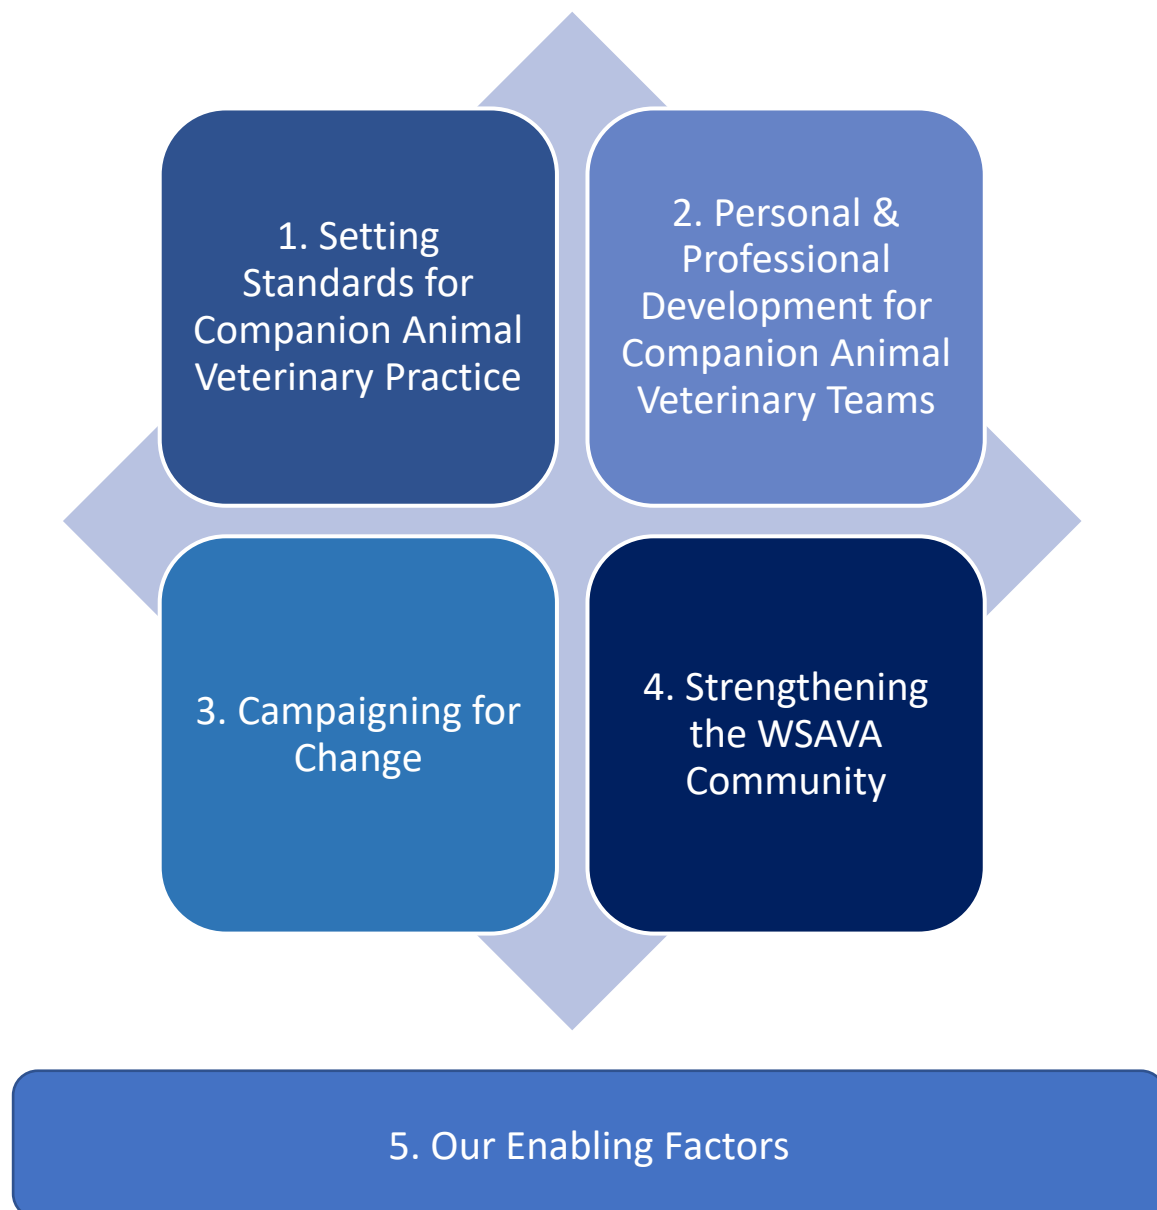 1. Setting
Standards for
Companion Animal
Veterinary Practice
2. Personal &
Professional
Development for
Companion Animal
Veterinary Teams
3. Campaigning for
Change
4. Strengthening
the WSAVA
Community
5. Our Enabling Factors